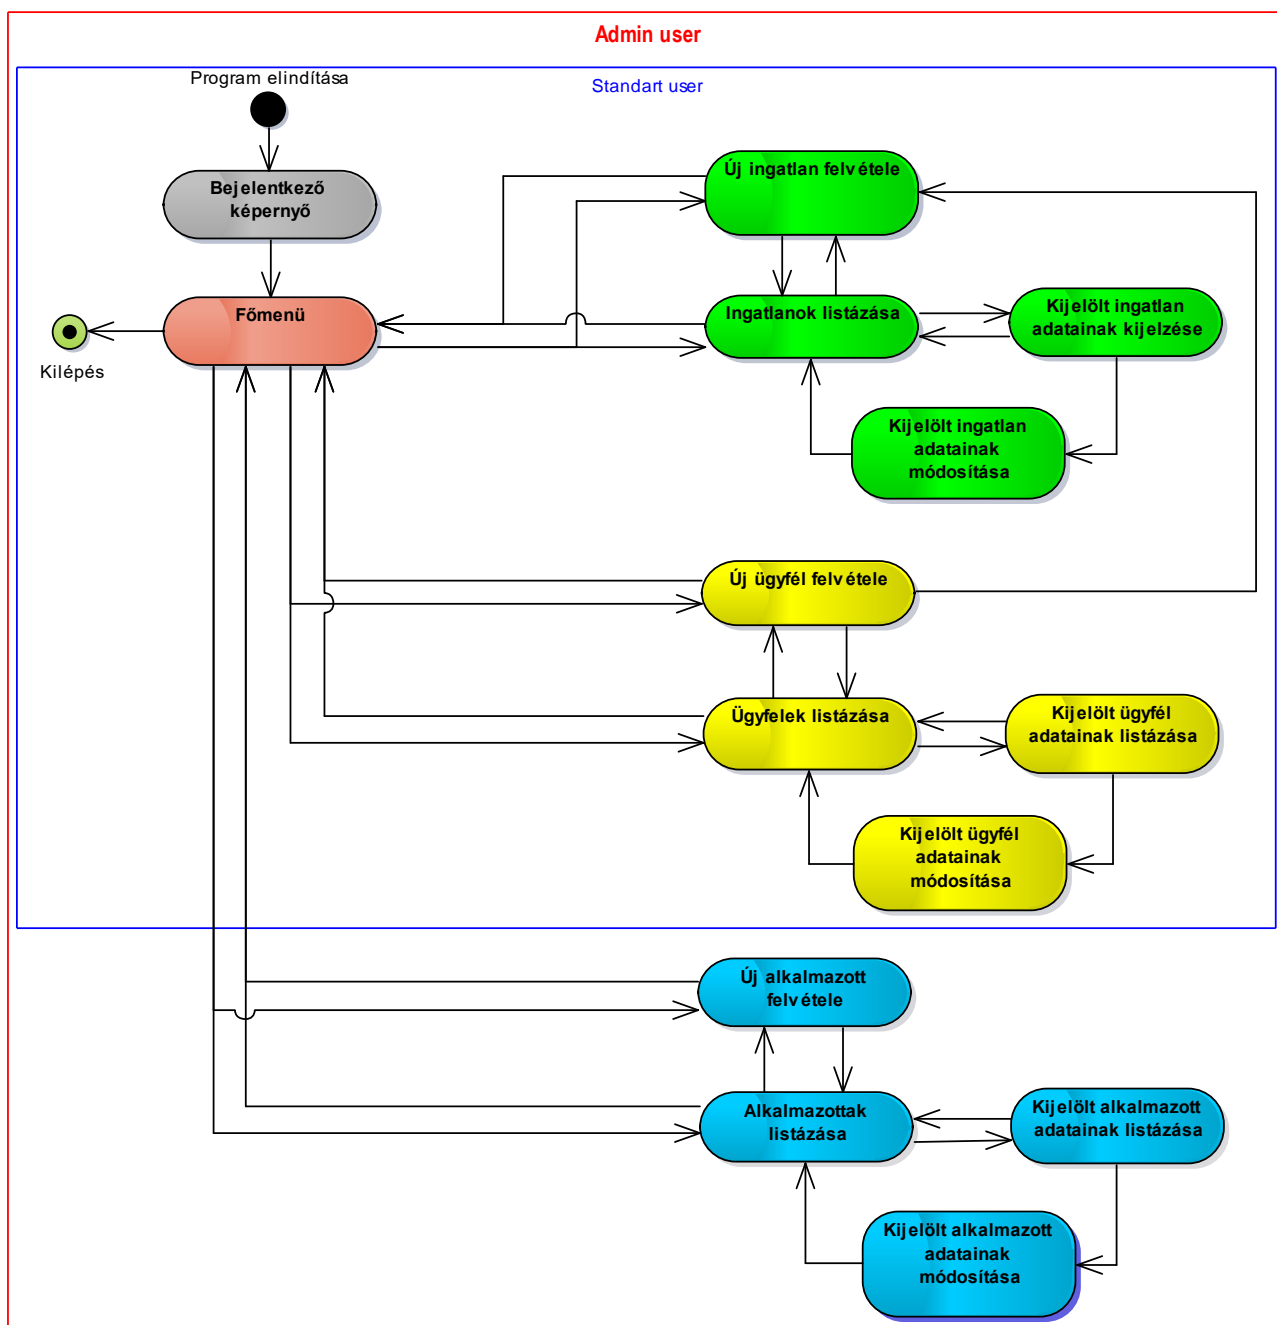 Admin user
Standart user
Program elindítása
Bejelentkező
képernyő
Főmenü
Kilépés
Új ingatlan felvétele
Ingatlanok listázása
Kijelölt ingatlan
adatainak kijelzése
Kijelölt ingatlan
adatainak
módosítása
Új ügyfél felvétele
Ügyfelek listázása
Kijelölt ügyfél
adatainak listázása
Kijelölt ügyfél
adatainak
módosítása
Új alkalmazott
felvétele
Alkalmazottak
listázása
Kijelölt alkalmazott
adatainak listázása
Kijelölt alkalmazott
adatainak
módosítása